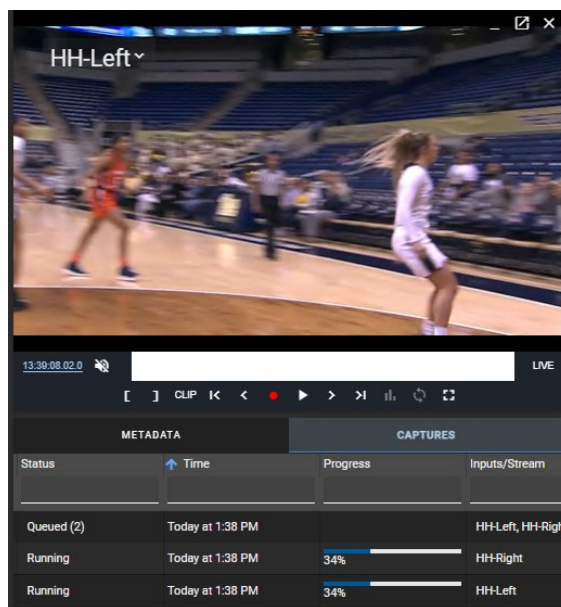 HH-Left
13:39:08.02.0 LIVE
[ ] CLIP
METADATA CAPTURES
Status Time Progress Inputs/Stream
Queued (2) Today at 1:38 PM HH-Left, HH-Righ
Running Today at 1:38 PM 34% HH-Right
Running Today at 1:38 PM 34% HH-Left